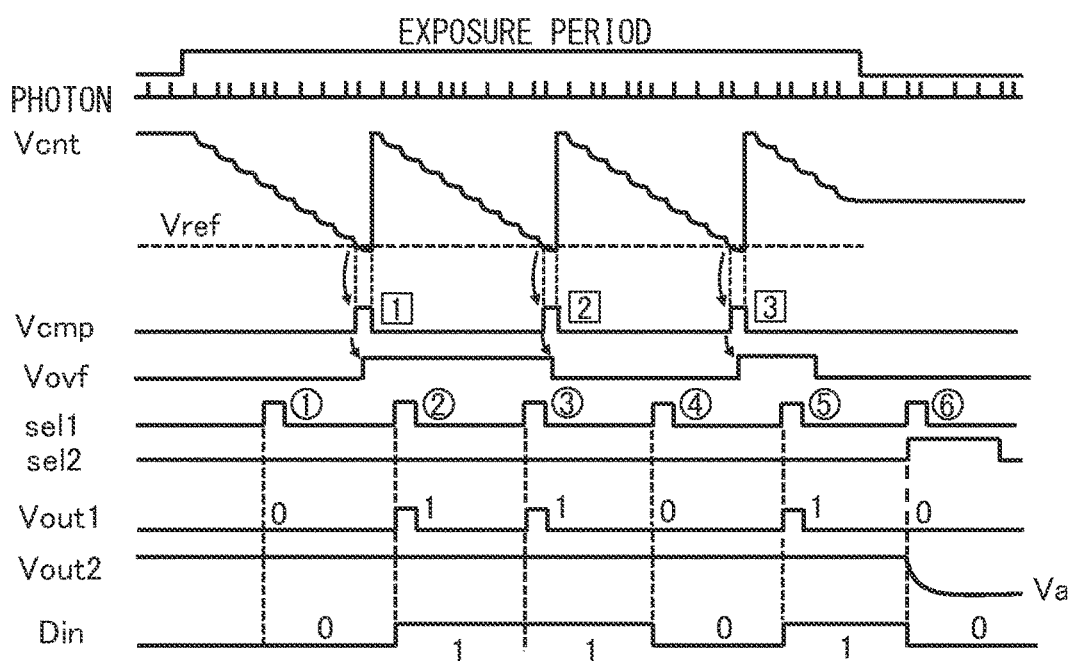 EXPOSURE PERIOD
PHOTON
Vcnt
Vref
Vcmp 1 2 3
Vovf
sel1 ① ② ③ ④ ⑤ ⑥
sel2
Vout1 0 1 1 0 1 0
Vout2 Va
Din 0 1 1 0 1 0